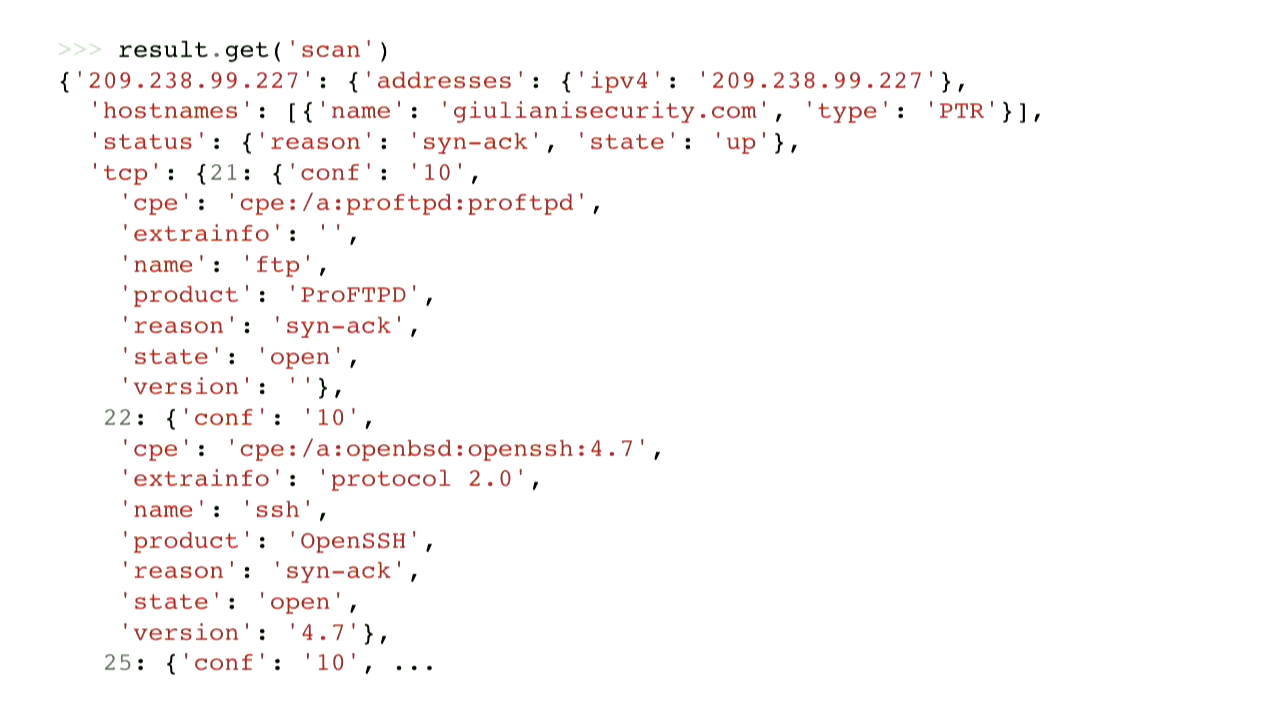 >>> result.get('scan')
{'209.238.99.227': {'addresses': {'ipv4': '209.238.99.227'},
'hostnames': [{'name': 'giulianisecurity.com', 'type': 'PTR'}],
'status': {'reason': 'syn-ack', 'state': 'up'},
'tcp': {21: {'conf': '10',
'cpe': 'cpe:/a:proftpd:proftpd',
'extrainfo': '',
'name': 'ftp',
'product': 'ProFTPD',
'reason': 'syn-ack',
'state': 'open',
'version': ''},
22: {'conf': '10',
'cpe': 'cpe:/a:openbsd:openssh:4.7',
'extrainfo': 'protocol 2.0',
'name': 'ssh',
'product': 'OpenSSH',
'reason': 'syn-ack',
'state': 'open',
'version': '4.7'},
25: {'conf': '10', ...